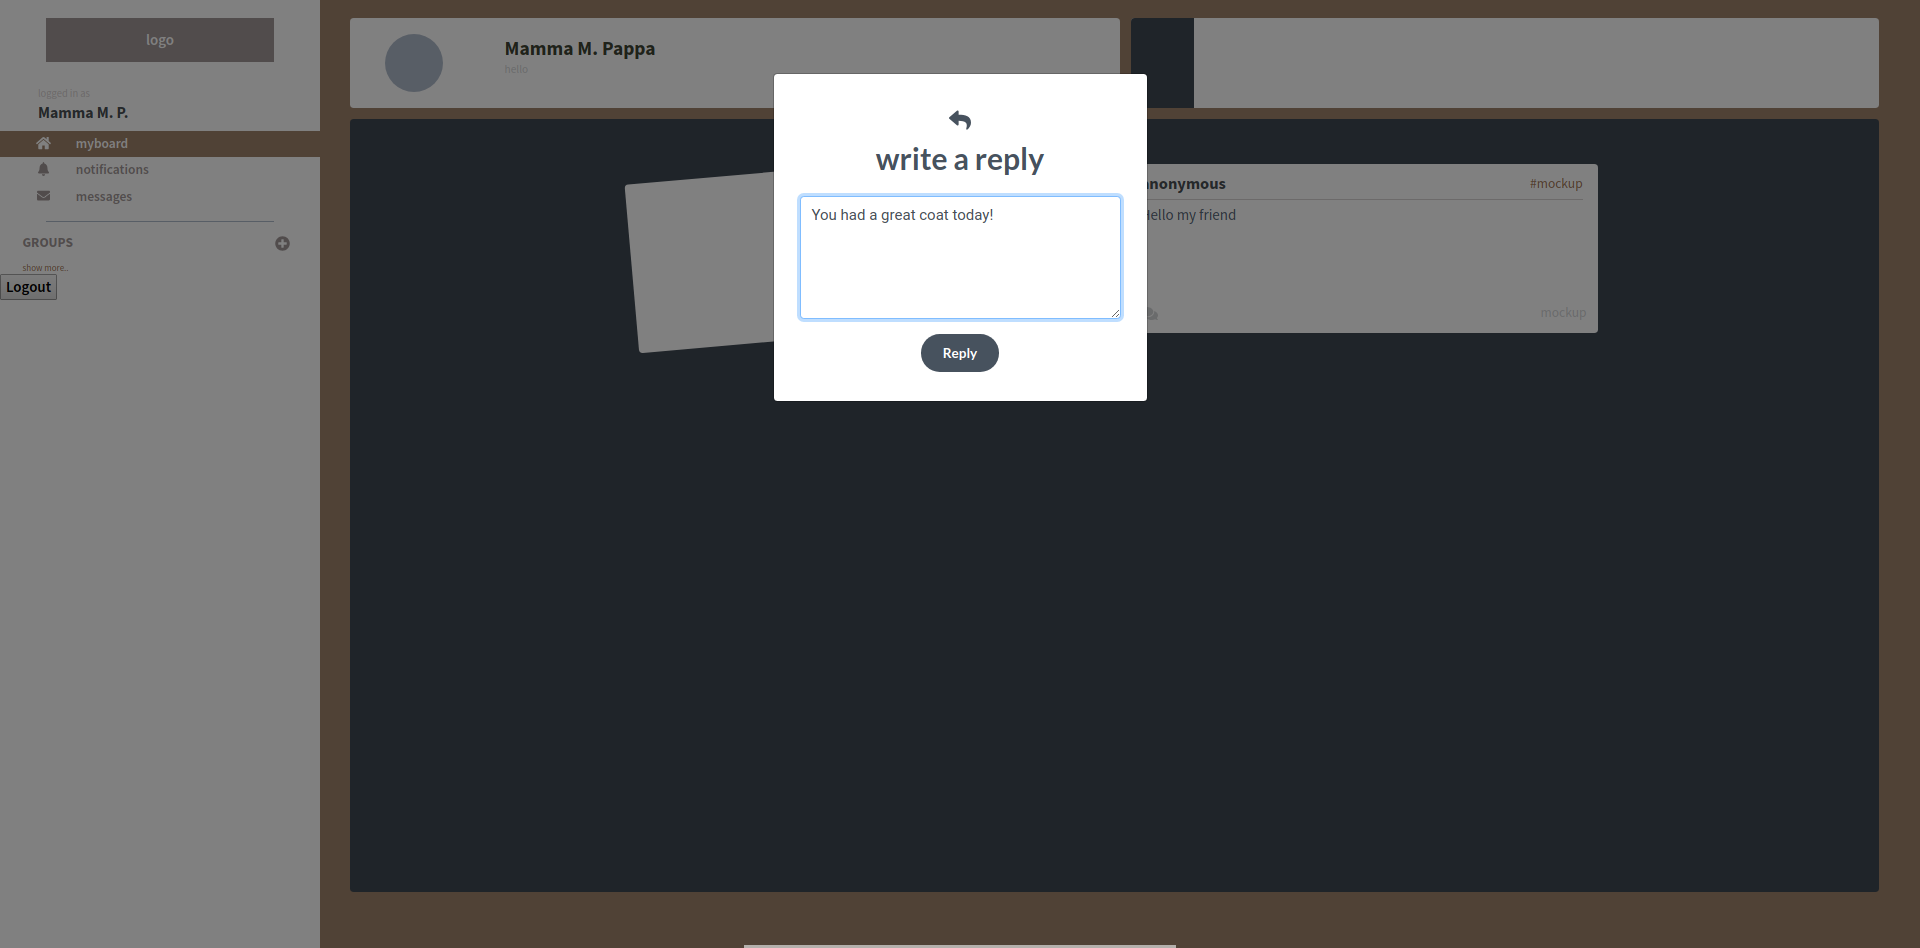 logo
logged in as
Mamma M. P.
myboard
notifications
messages
GROUPS
show more..
Logout
Mamma M. Pappa
hello
write a reply
You had a great coat today!
Reply
nonymous
#mockup
Hello my friend
mockup